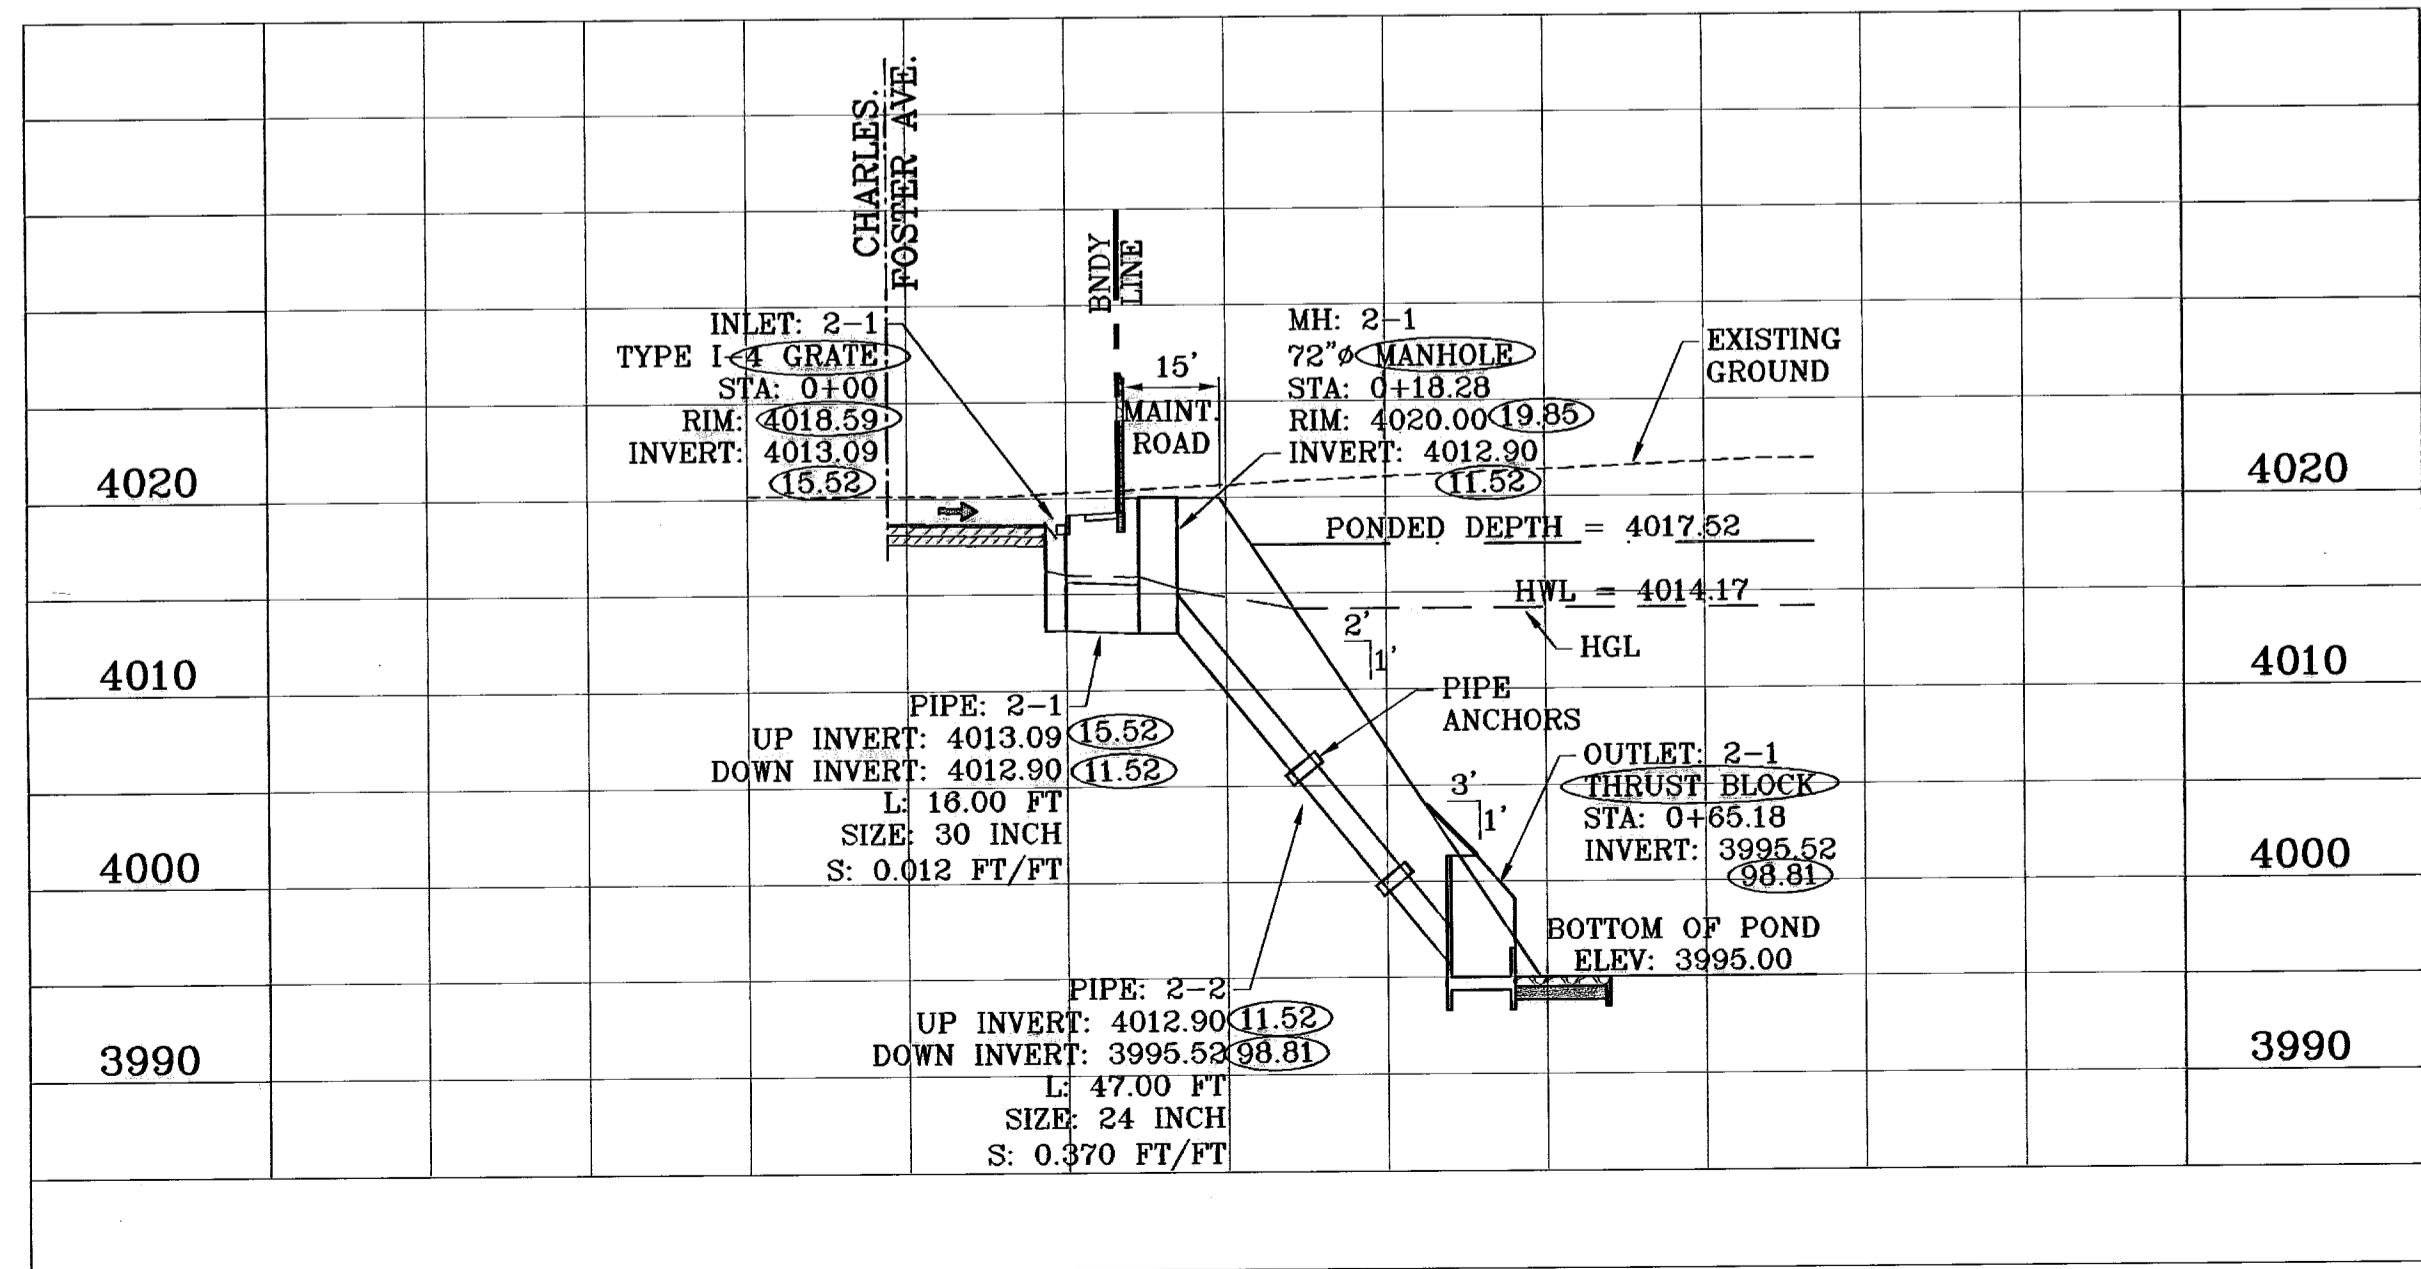 CHARLES.
FOSTER AVE.
BNDY
LINE
INLET: 2-1
TYPE I-4 GRATE
STA: 0+00
RIM: 4018.59
INVERT: 4013.09
15.52
15'
MAINT.
ROAD
MH: 2-1
72"ø MANHOLE
STA: 0+18.28
RIM: 4020.00 19.85
INVERT: 4012.90
11.52
EXISTING
GROUND
4020
4020
PONDED DEPTH = 4017.52
HWL = 4014.17
HGL
2'
1'
4010
4010
PIPE
ANCHORS
PIPE: 2-1
UP INVERT: 4013.09 15.52
DOWN INVERT: 4012.90 11.52
L: 16.00 FT
SIZE: 30 INCH
S: 0.012 FT/FT
3'
1'
OUTLET: 2-1
THRUST BLOCK
STA: 0+65.18
INVERT: 3995.52
98.81
4000
4000
BOTTOM OF POND
ELEV: 3995.00
PIPE: 2-2
UP INVERT: 4012.90 11.52
DOWN INVERT: 3995.52 98.81
L: 47.00 FT
SIZE: 24 INCH
S: 0.370 FT/FT
3990
3990